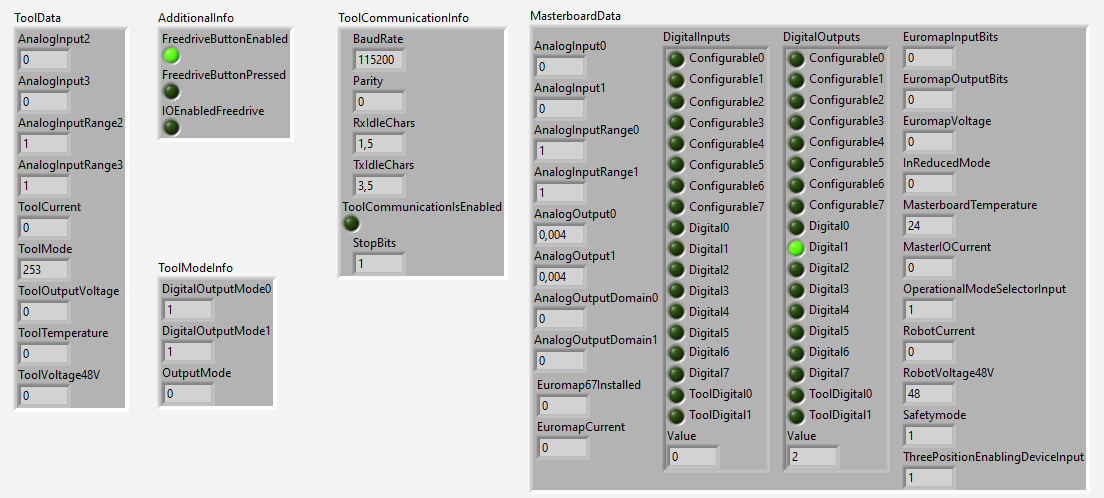 ToolData
AnalogInput2
0
AnalogInput3
0
AnalogInputRange2
1
AnalogInputRange3
1
ToolCurrent
0
ToolMode
253
ToolOutputVoltage
0
ToolTemperature
0
ToolVoltage48V
0
AdditionalInfo
FreedriveButtonEnabled
FreedriveButtonPressed
IOEnabledFreedrive
ToolModeInfo
DigitalOutputMode0
1
DigitalOutputMode1
1
OutputMode
0
ToolCommunicationInfo
BaudRate
115200
Parity
0
RxIdleChars
1,5
TxIdleChars
3,5
ToolCommunicationIsEnabled
StopBits
1
MasterboardData
AnalogInput0
0
AnalogInput1
0
AnalogInputRange0
1
AnalogInputRange1
1
AnalogOutput0
0,004
AnalogOutput1
0,004
AnalogOutputDomain0
0
AnalogOutputDomain1
0
Euromap67Installed
0
EuromapCurrent
0
DigitalInputs
Configurable0
Configurable1
Configurable2
Configurable3
Configurable4
Configurable5
Configurable6
Configurable7
Digital0
Digital1
Digital2
Digital3
Digital4
Digital5
Digital6
Digital7
ToolDigital0
ToolDigital1
Value
0
DigitalOutputs
Configurable0
Configurable1
Configurable2
Configurable3
Configurable4
Configurable5
Configurable6
Configurable7
Digital0
Digital1
Digital2
Digital3
Digital4
Digital5
Digital6
Digital7
ToolDigital0
ToolDigital1
Value
2
EuromapInputBits
0
EuromapOutputBits
0
EuromapVoltage
0
InReducedMode
0
MasterboardTemperature
24
MasterIOCurrent
0
OperationalModeSelectorInput
1
RobotCurrent
0
RobotVoltage48V
48
Safetymode
1
ThreePositionEnablingDeviceInput
1